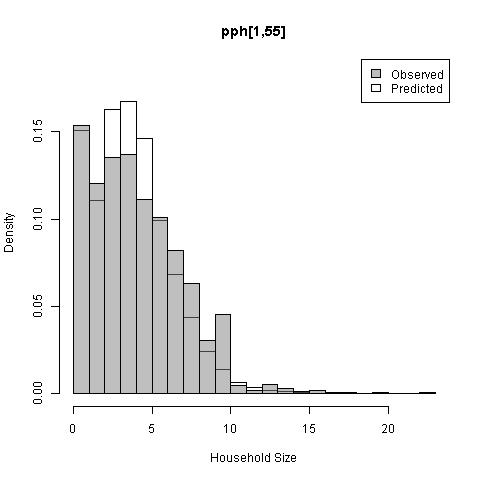 pph[1,55]
Observed
Predicted
Density
0.15
0.10
0.05
0.00
0 5 10 15 20
Household Size